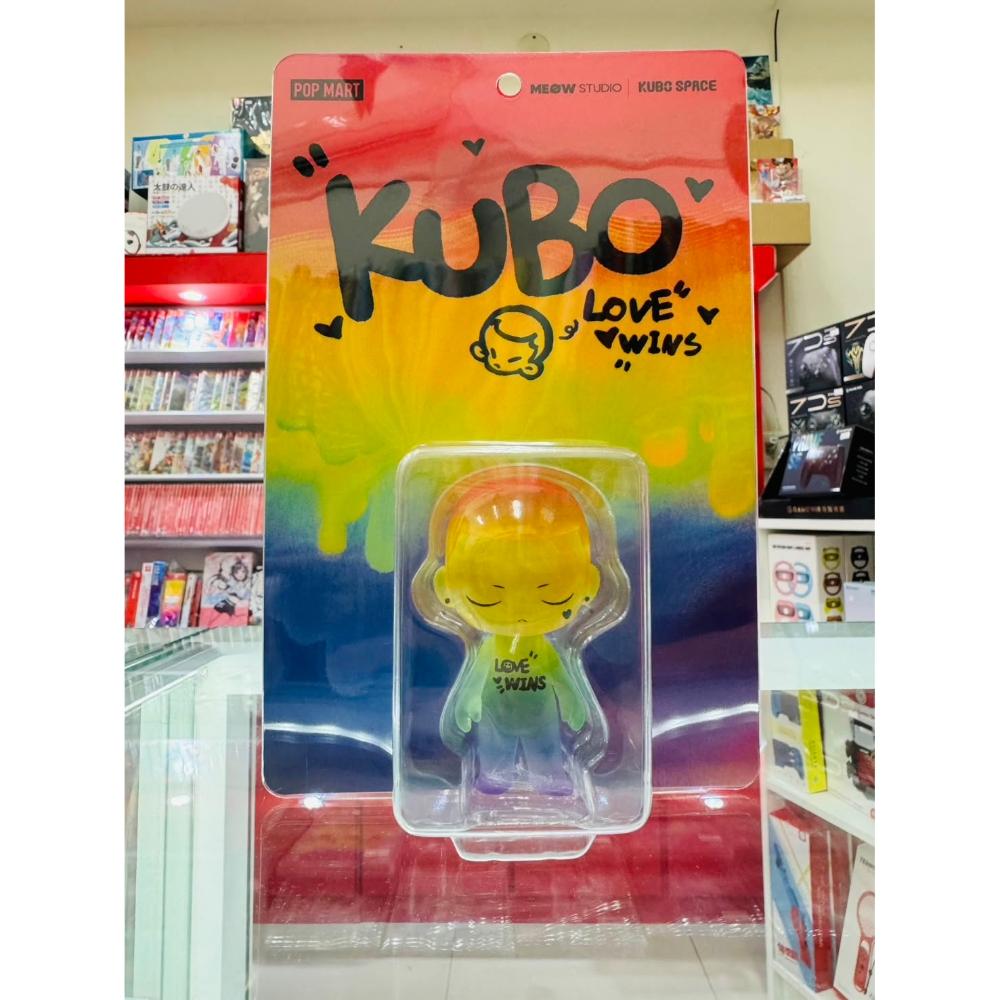 POP MART
MEOW STUDIO | KUBO SPACE
"KUBO
LOVE"
WINS
"
LOVE"
WINS
太鼓の達人